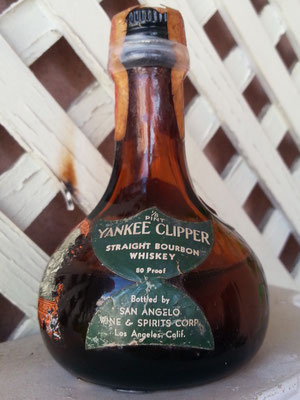 PINT
YANKEE CLIPPER
STRAIGHT BOURBON
WHISKEY
80 Proof
Bottled by
SAN ANGELO
WINE & SPIRITS CORP.
Los Angeles, Calif.